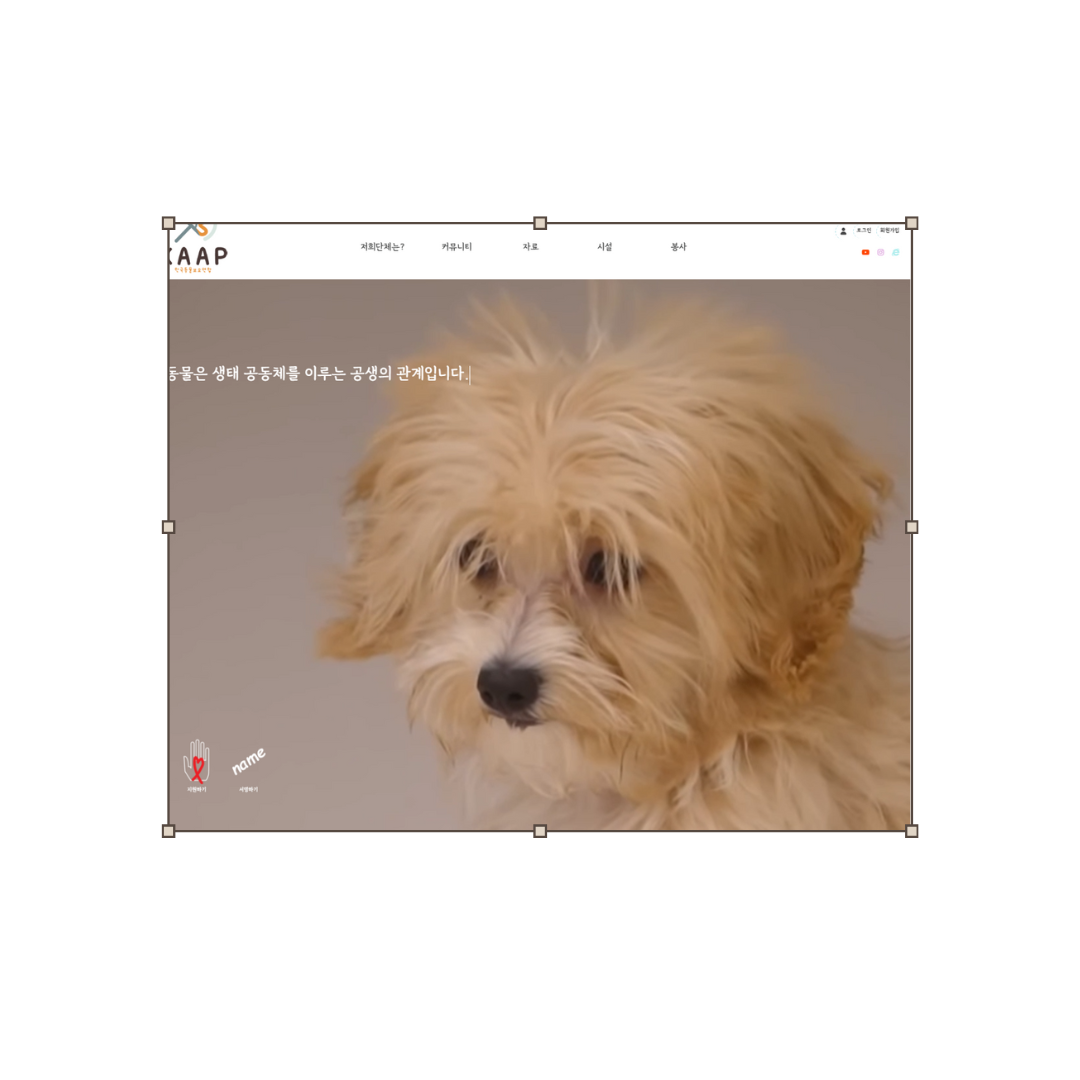 KAAP
한국동물보호연합
저희단체는?
커뮤니티
자료
시설
봉사
로그인
회원가입
동물은 생태 공동체를 이루는 공생의 관계입니다.
name
지원하기
서명하기